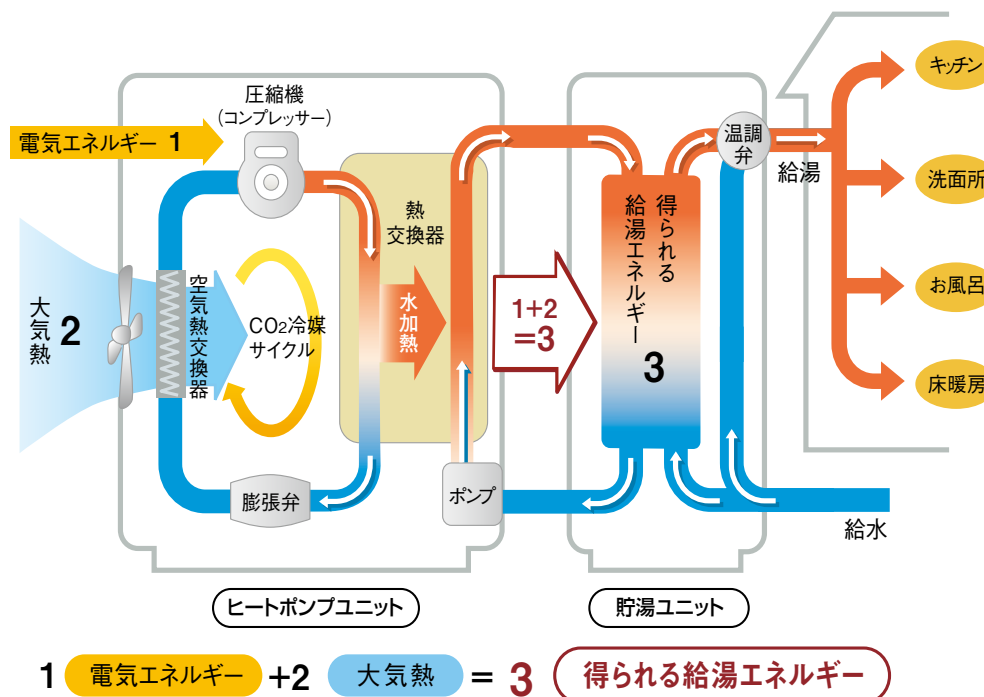 圧縮機
(コンプレッサー)
電気エネルギー 1
大気熱 2
空気熱交換器
CO2冷媒
サイクル
膨張弁
熱
交換器
水加熱
ポンプ
1+2
=3
得られる
給湯エネルギー
3
温調
弁
給湯
給水
キッチン
洗面所
お風呂
床暖房
ヒートポンプユニット
貯湯ユニット
1 電気エネルギー +2 大気熱 = 3 得られる給湯エネルギー